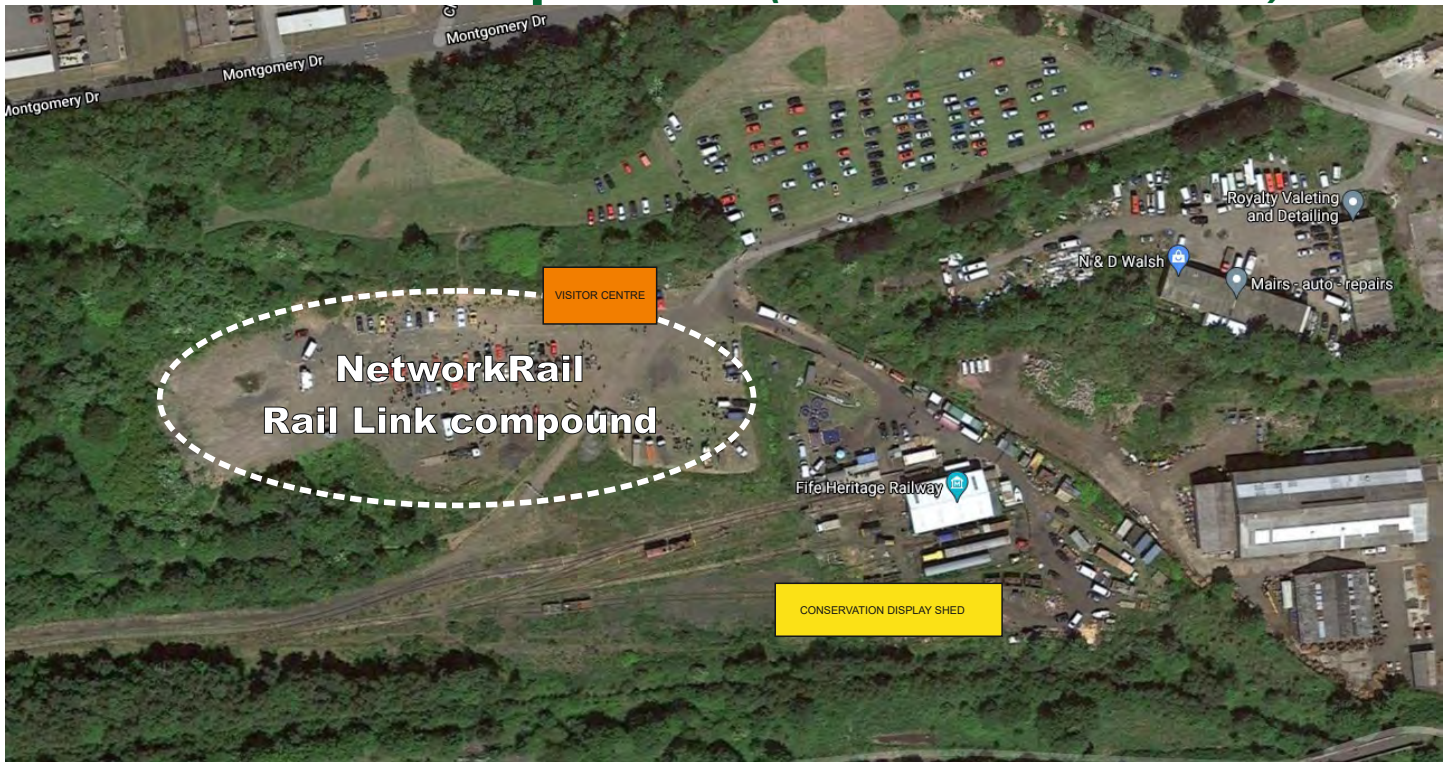 Montgomery Dr
Montgomery Dr
Montgomery Dr
Royalty Valeting
and Detailing
N & D Walsh
Mairs - auto - repairs
VISITOR CENTRE
NetworkRail
Rail Link compound
Fife Heritage Railway
CONSERVATION DISPLAY SHED